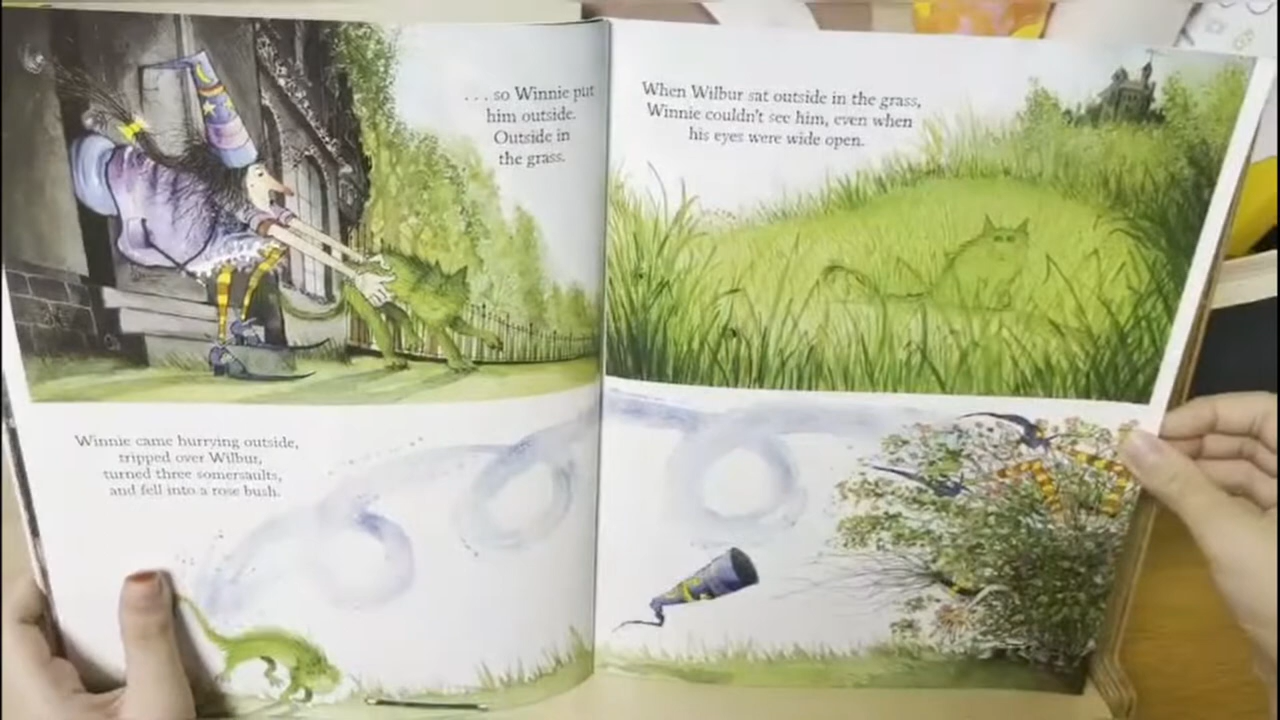 . . . so Winnie put
him outside.
Outside in
the grass.
Winnie came hurrying outside,
tripped over Wilbur,
turned three somersaults,
and fell into a rose bush.
When Wilbur sat outside in the grass,
Winnie couldn't see him, even when
his eyes were wide open.